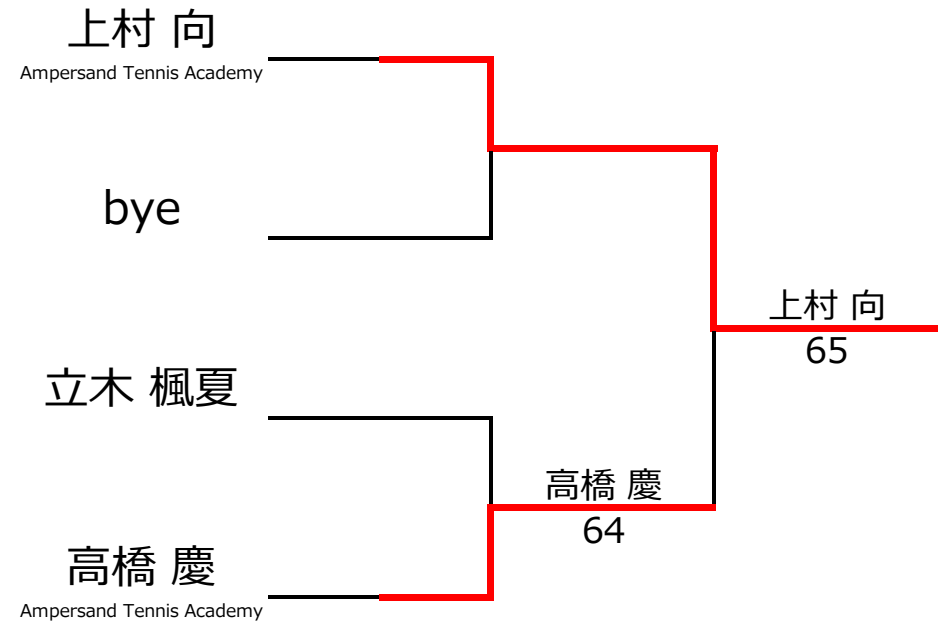 上村 向
Ampersand Tennis Academy
bye
上村 向
65
立木 楓夏
高橋 慶
64
高橋 慶
Ampersand Tennis Academy